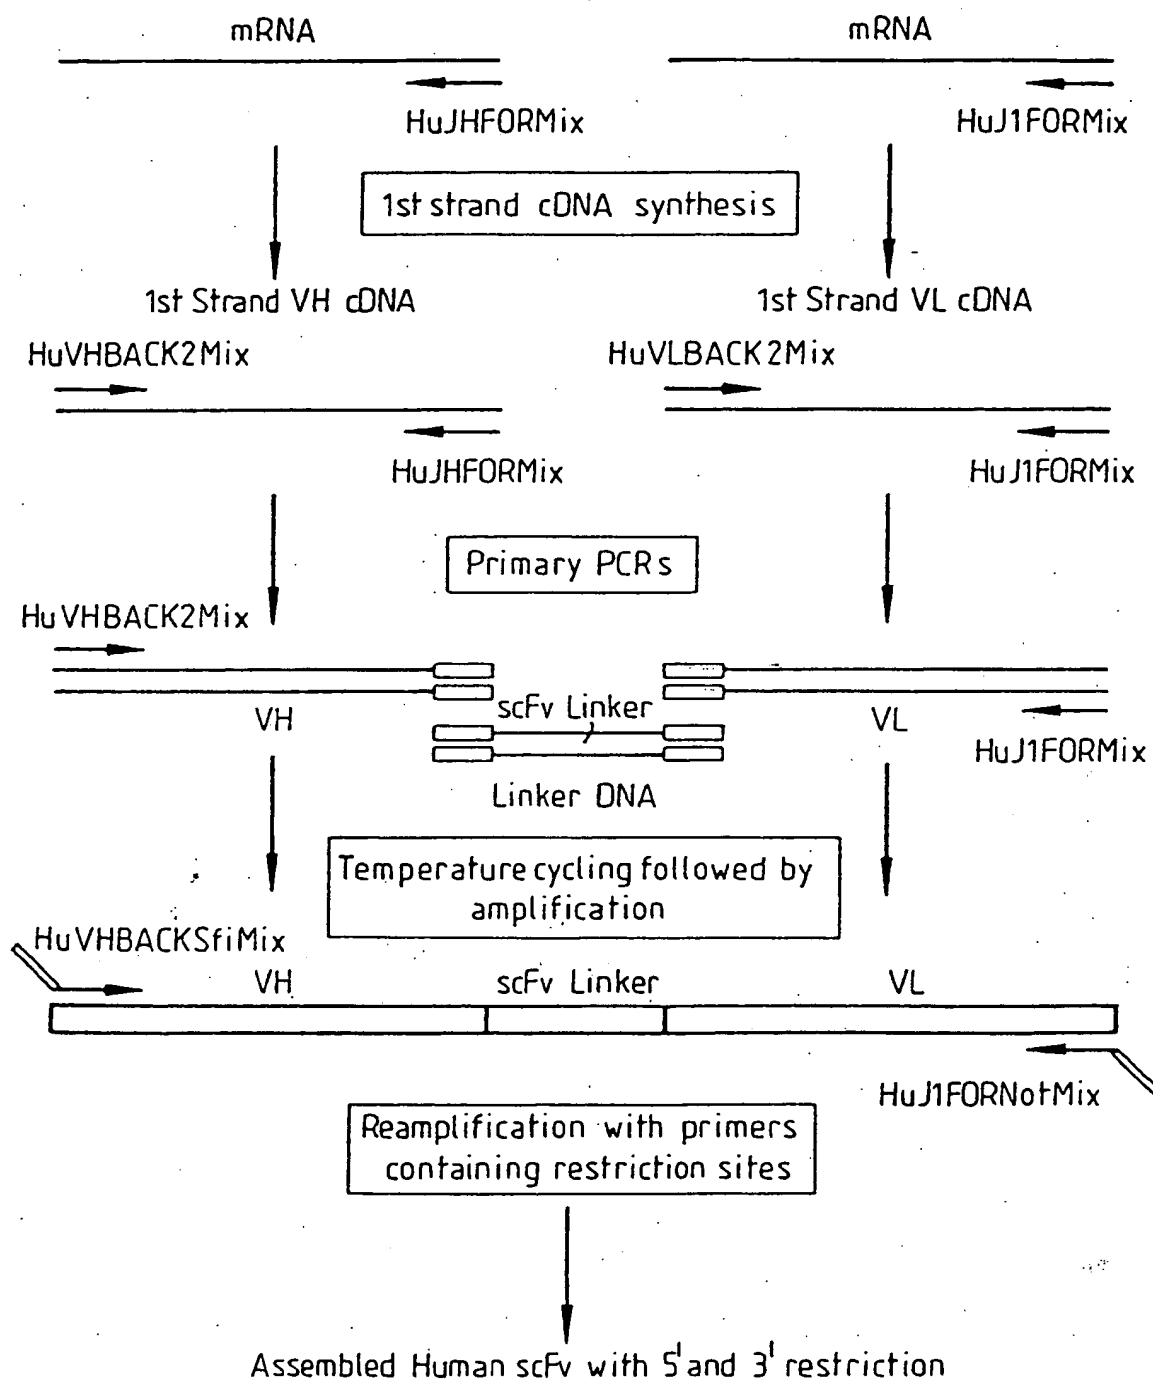 mRNA
mRNA
HuJHFORMix
HuJ1FORMix
1st strand cDNA synthesis
1st Strand VH cDNA
1st Strand VL cDNA
HuVHBACK2Mix
HuVLBACK2Mix
HuJHFORMix
HuJ1FORMix
Primary PCRs
HuVHBACK2Mix
VH
scFv Linker
VL
HuJ1FORMix
Linker DNA
Temperature cycling followed by
amplification
HuVHBACKSfiMix
VH
scFv Linker
VL
HuJ1FORNotMix
Reamplification with primers
containing restriction sites
Assembled Human scFv with 5' and 3' restriction